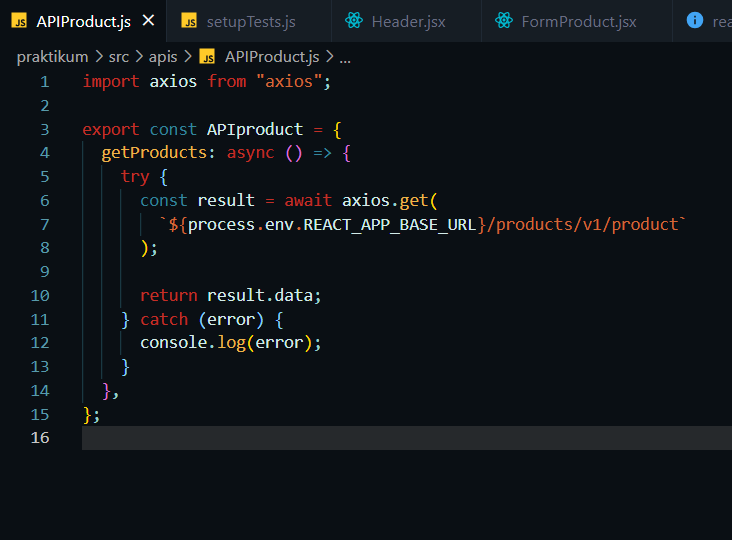 JS APIProduct.js × JS setupTests.js Header.jsx FormProduct.jsx rea
praktikum > src > apis > JS APIProduct.js > ...
1 import axios from "axios";
2
3 export const APIproduct = {
4 getProducts: async () => {
5 try {
6 const result = await axios.get(
7 `${process.env.REACT_APP_BASE_URL}/products/v1/product`
8 );
9
10 return result.data;
11 } catch (error) {
12 console.log(error);
13 }
14 },
15 };
16